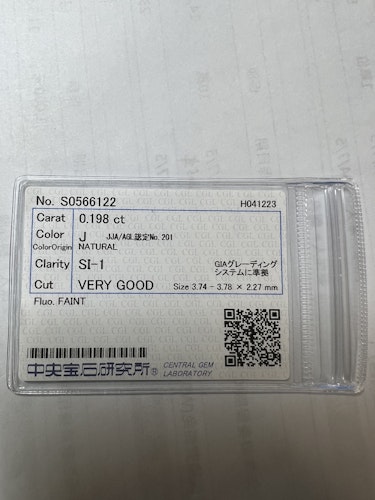 No. S0566122 H041223
Carat 0.198 ct
Color J JJA/AGL認定No.201
ColorOrigin NATURAL
Clarity SI-1 GIAグレーディング
システムに準拠
Cut VERY GOOD Size 3.74 - 3.78 × 2.27 mm
Fluo. FAINT
中央宝石研究所® CENTRAL GEM
LABORATORY